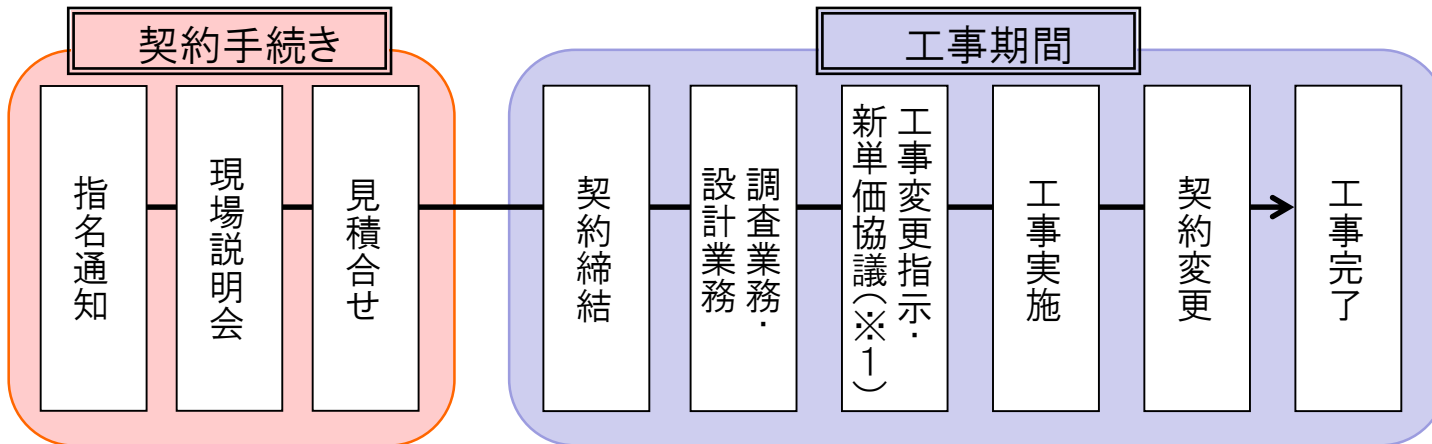 契約手続き
指名通知
現場説明会
見積合せ
工事期間
契約締結
調査業務・
設計業務
工事変更指示・
新単価協議(※1)
工事実施
契約変更
工事完了